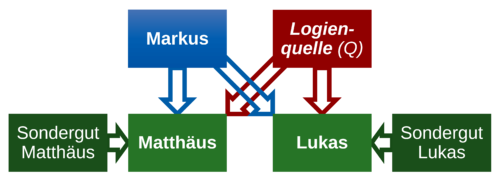 Markus
Logien-
quelle (Q)
Sondergut
Matthäus
Matthäus
Lukas
Sondergut
Lukas